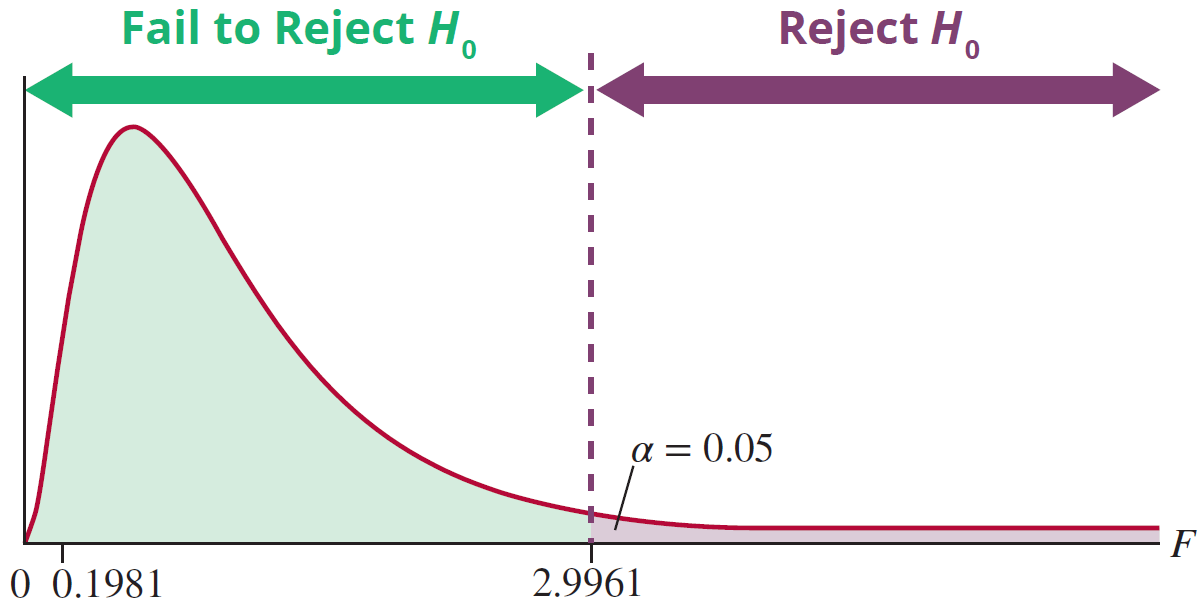 Fail to Reject H₀
Reject H₀
α = 0.05
F
0
0.1981
2.9961